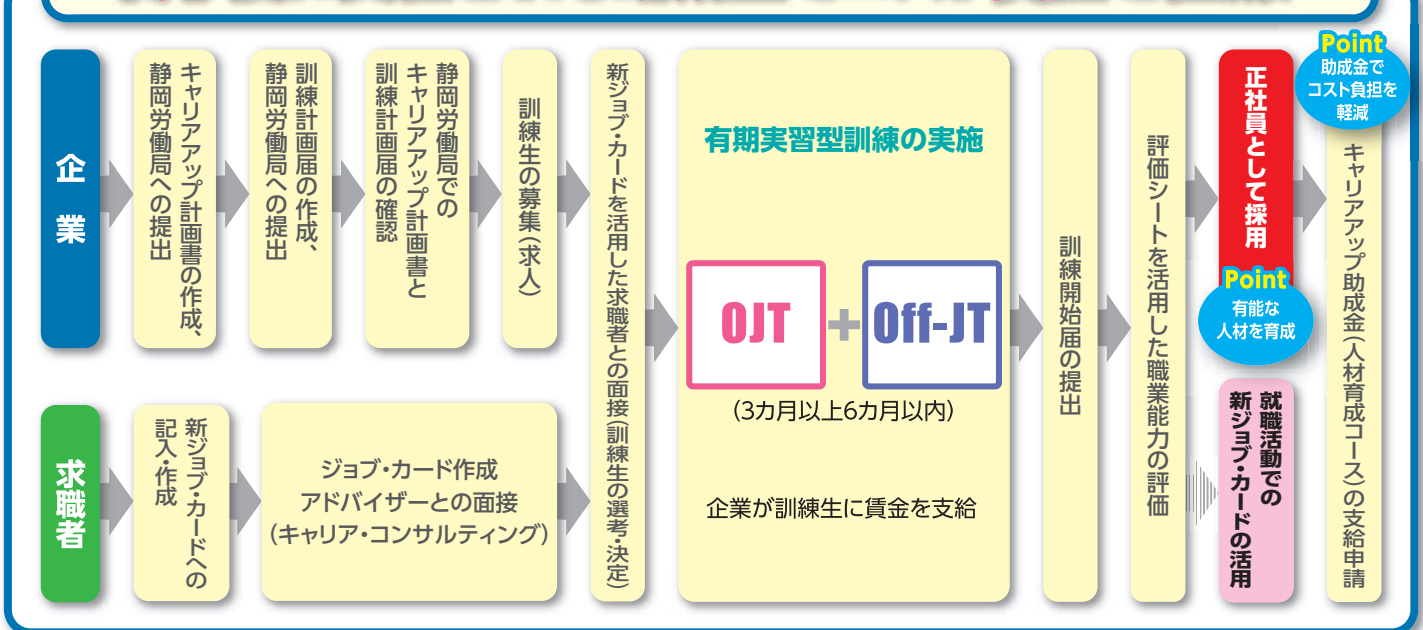 企業
キャリアアップ計画書の作成、
静岡労働局への提出
訓練計画届の作成、
静岡労働局への提出
静岡労働局での
キャリアアップ計画書と
訓練計画届の確認
訓練生の募集(求人)
求職者
新ジョブ・カードへの
記入・作成
ジョブ・カード作成
アドバイザーとの面接
(キャリア・コンサルティング)
新ジョブ・カードを活用した求職者との面接(訓練生の選考・決定)
有期実習型訓練の実施
OJT + Off-JT
(3カ月以上6カ月以内)
企業が訓練生に賃金を支給
訓練開始届の提出
評価シートを活用した職業能力の評価
正社員として採用
Point
有能な
人材を育成
就職活動での
新ジョブ・カードの活用
Point
助成金で
コスト負担を
軽減
キャリアアップ助成金(人材育成コース)の支給申請